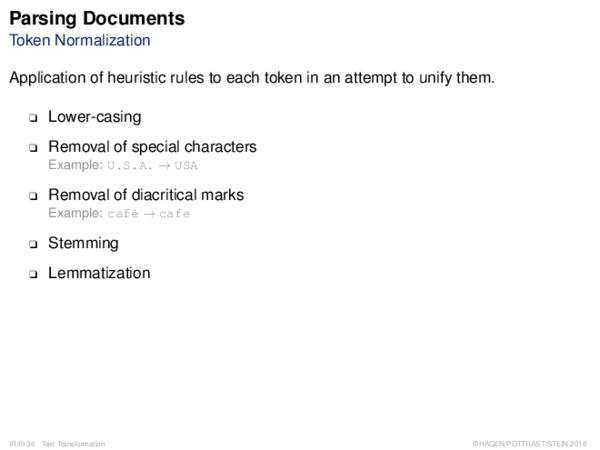 Parsing Documents
Token Normalization
Application of heuristic rules to each token in an attempt to unify them.
❑ Lower-casing
❑ Removal of special characters
Example: U.S.A. → USA
❑ Removal of diacritical marks
Example: café → cafe
❑ Stemming
❑ Lemmatization
IR:III-36 Text Transformation
©HAGEN/POTTHAST/STEIN 2018